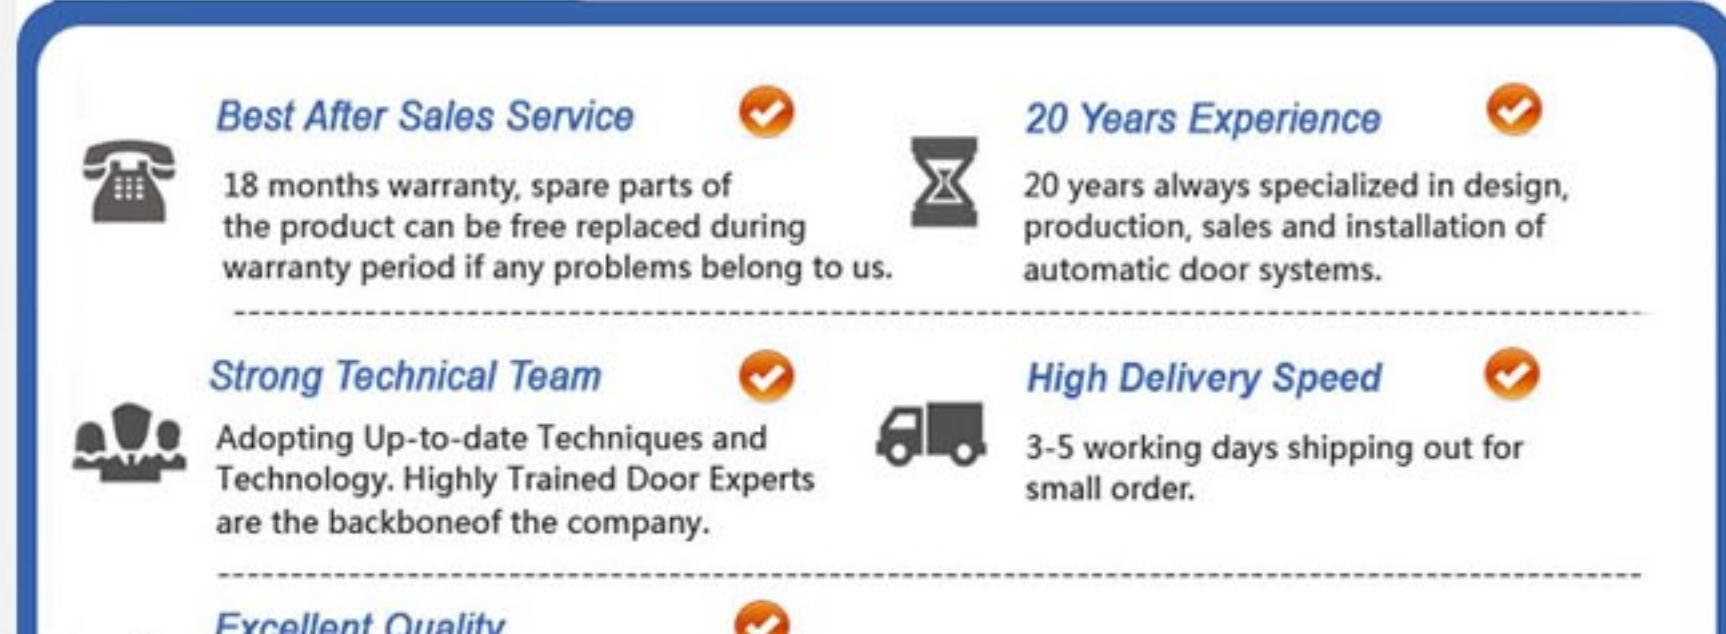 Best After Sales Service
18 months warranty, spare parts of
the product can be free replaced during
warranty period if any problems belong to us.
20 Years Experience
20 years always specialized in design,
production, sales and installation of
automatic door systems.
Strong Technical Team
Adopting Up-to-date Techniques and
Technology. Highly Trained Door Experts
are the backboneof the company.
High Delivery Speed
3-5 working days shipping out for
small order.
Excellent Quality